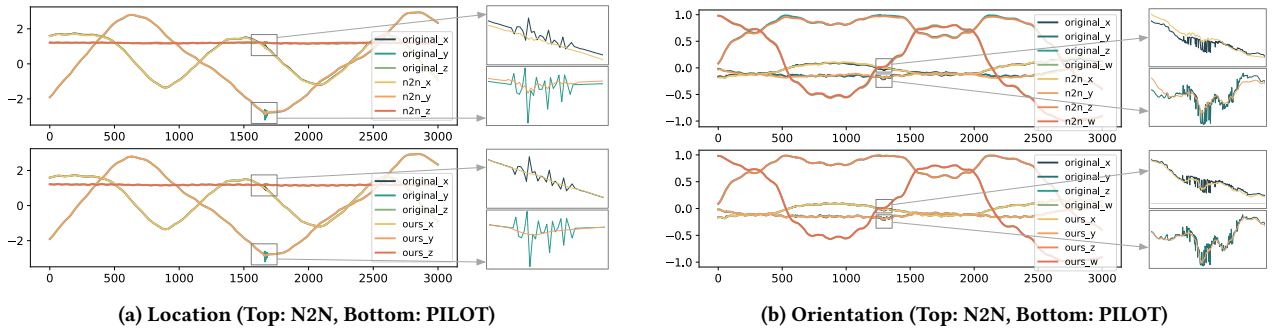 2
0
−2
0
500
1000
1500
2000
2500
3000
original_x
original_y
original_z
n2n_x
n2n_y
n2n_z
2
0
−2
0
500
1000
1500
2000
2500
3000
original_x
original_y
original_z
ours_x
ours_y
ours_z
(a) Location (Top: N2N, Bottom: PILOT)
1.0
0.5
0.0
−0.5
−1.0
0
500
1000
1500
2000
2500
3000
original_x
original_y
original_z
original_w
n2n_x
n2n_y
n2n_z
n2n_w
1.0
0.5
0.0
−0.5
−1.0
0
500
1000
1500
2000
2500
3000
original_x
original_y
original_z
original_w
ours_x
ours_y
ours_z
ours_w
(b) Orientation (Top: N2N, Bottom: PILOT)